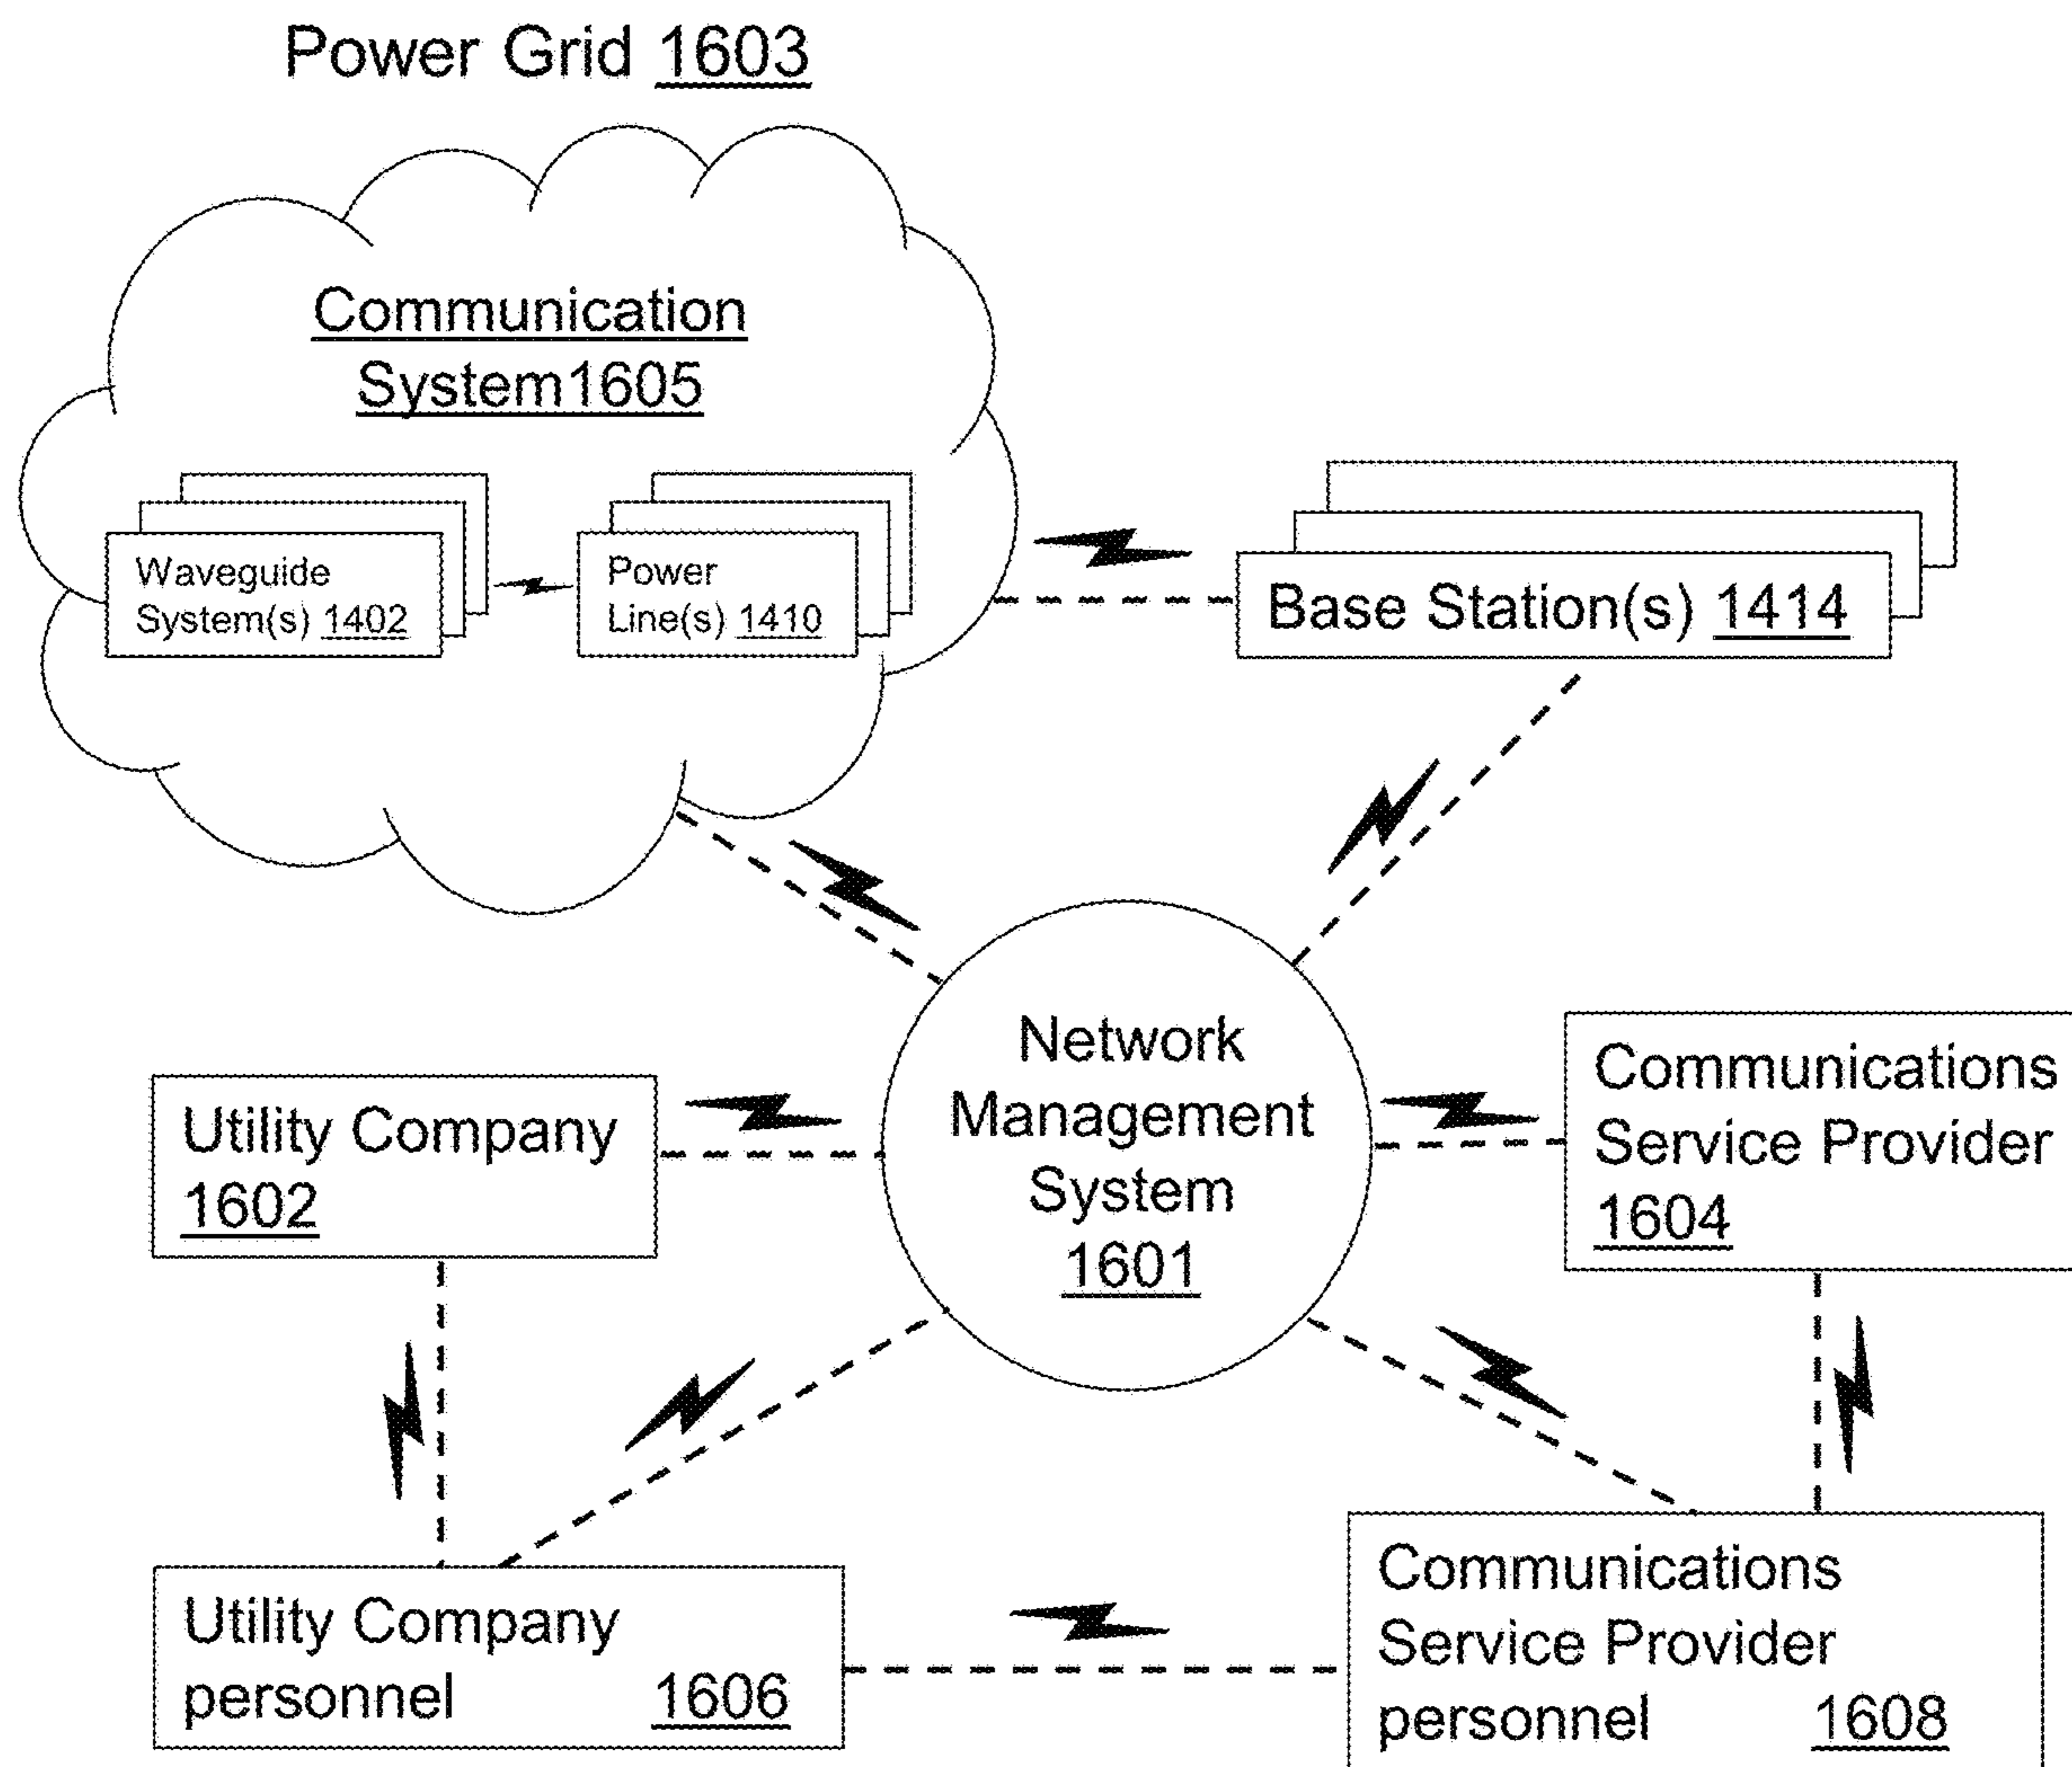 Power Grid 1603
Communication
System1605
Waveguide
System(s) 1402
Power
Line(s) 1410
Base Station(s) 1414
Network
Management
System
1601
Utility Company
1602
Communications
Service Provider
1604
Utility Company
personnel 1606
Communications
Service Provider
personnel 1608